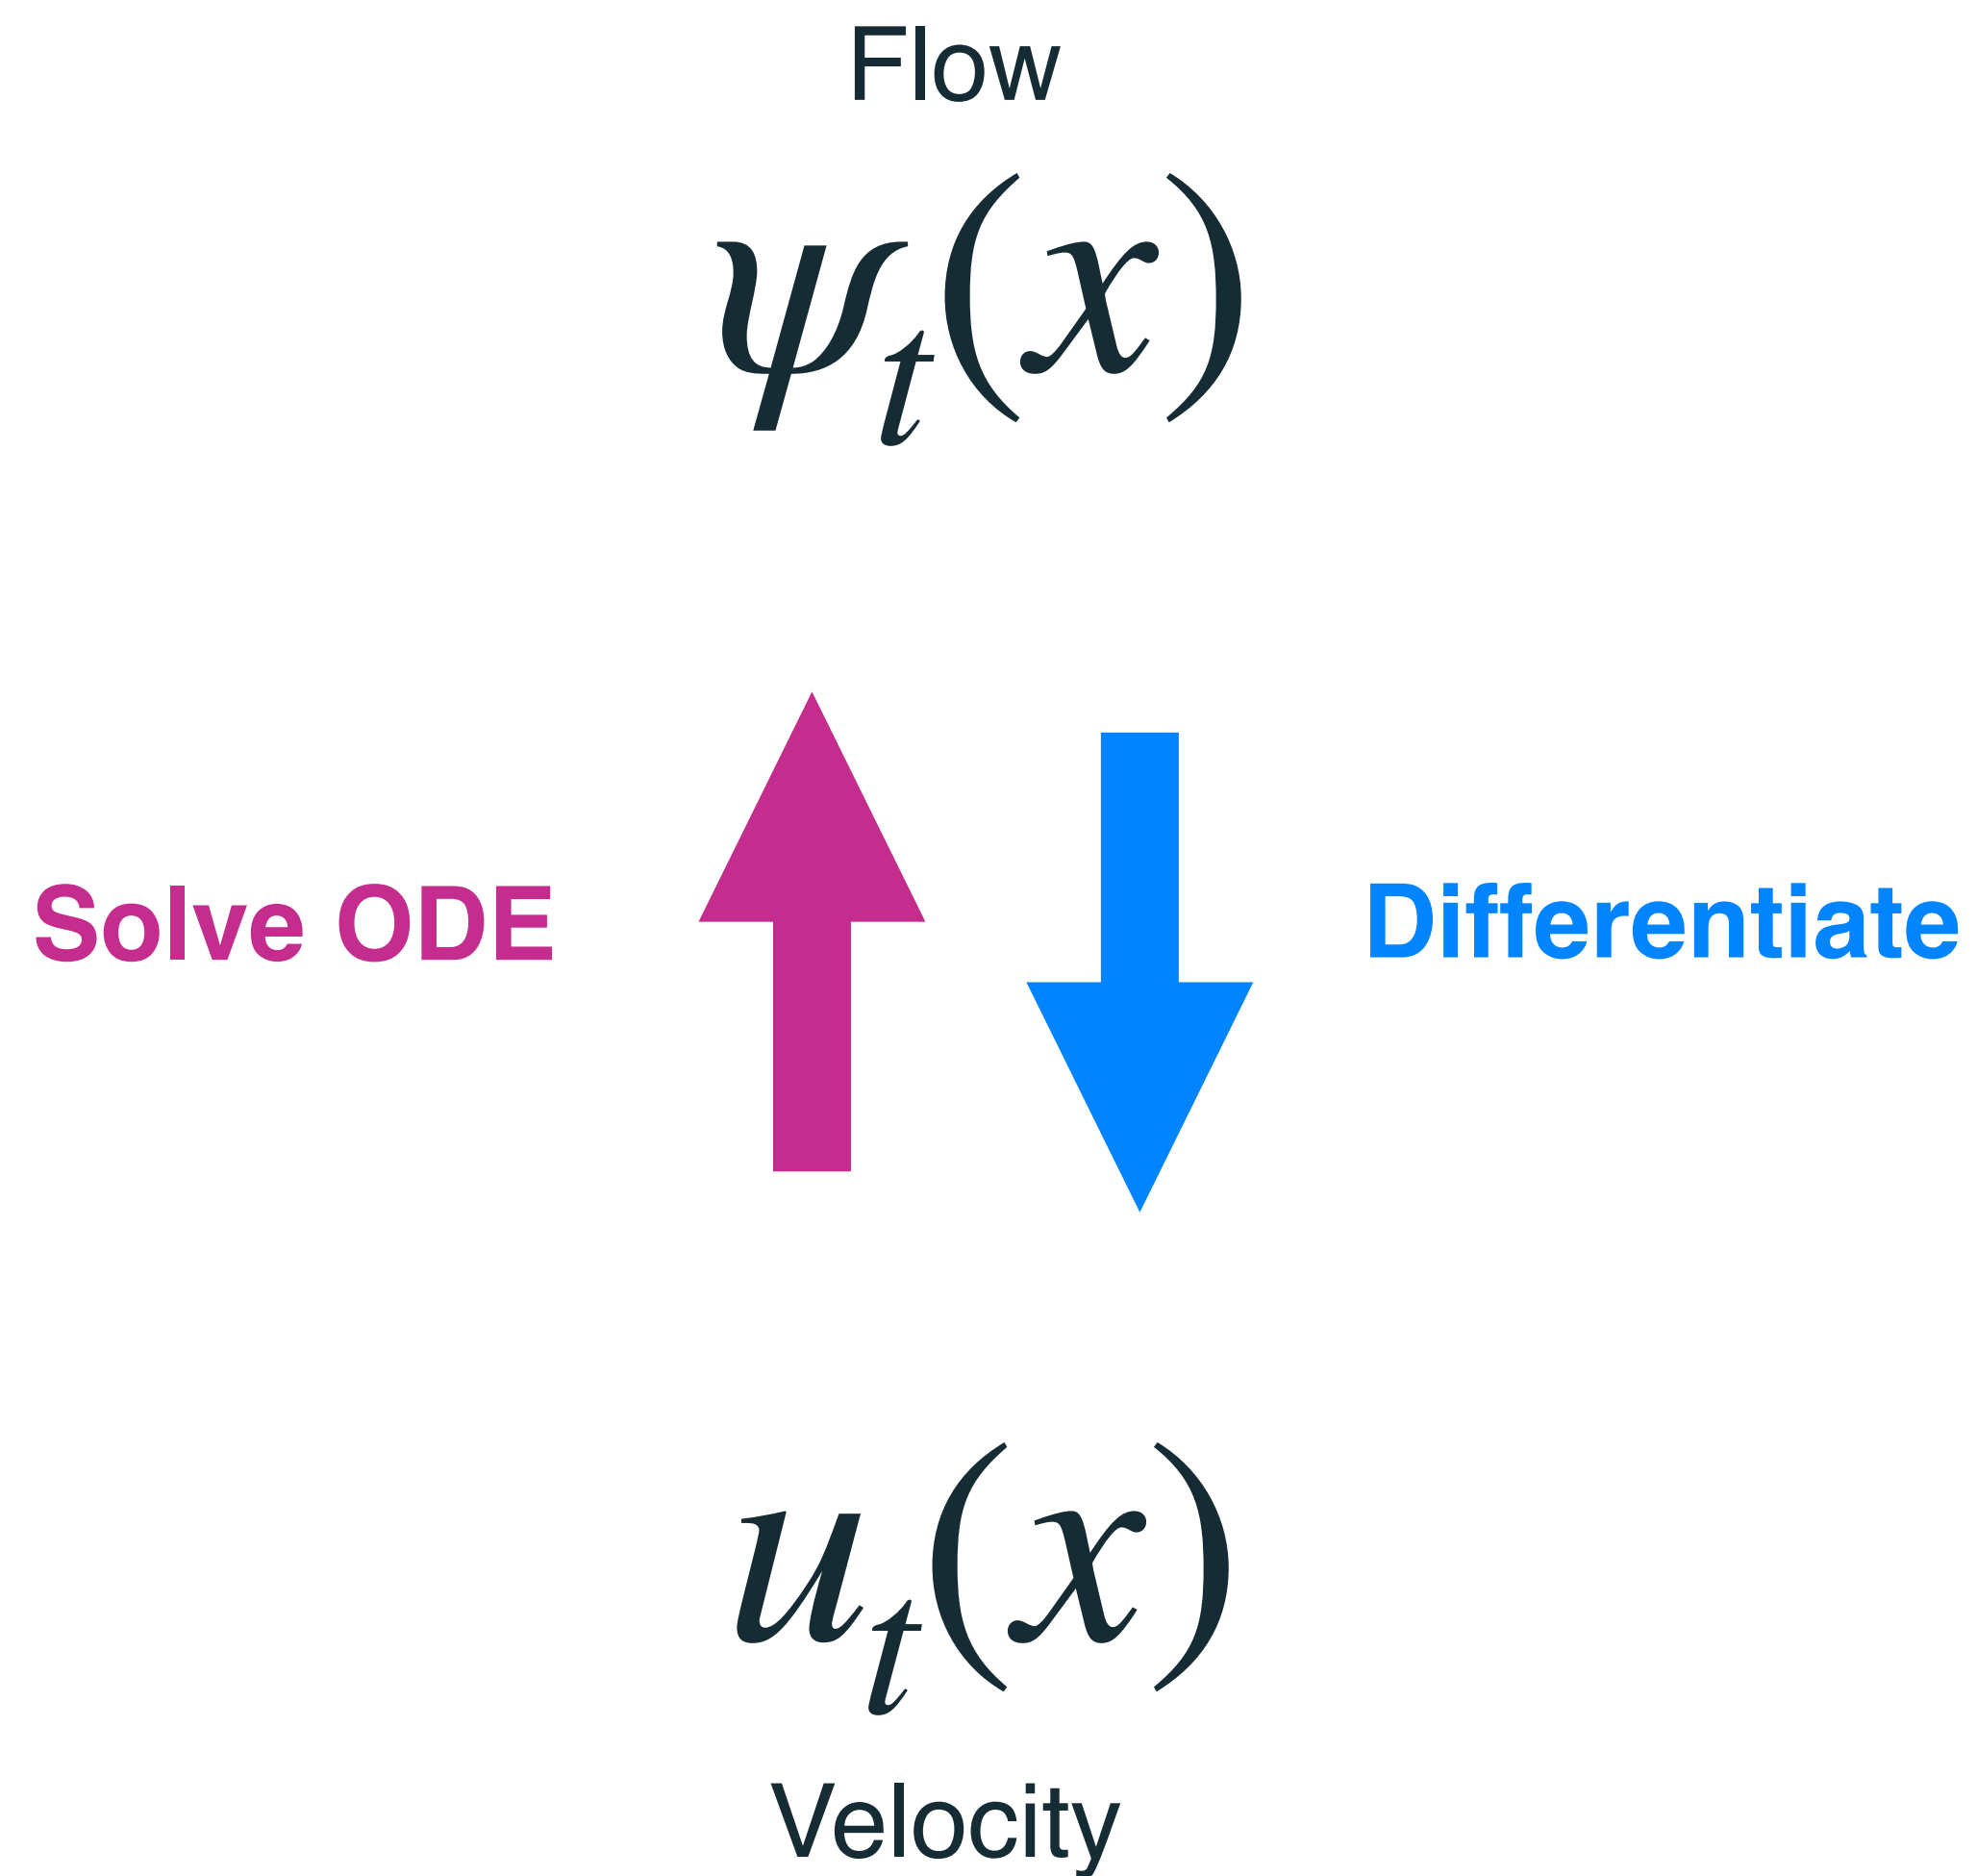 Flow
ψₜ(x)
Solve ODE
Differentiate
uₜ(x)
Velocity